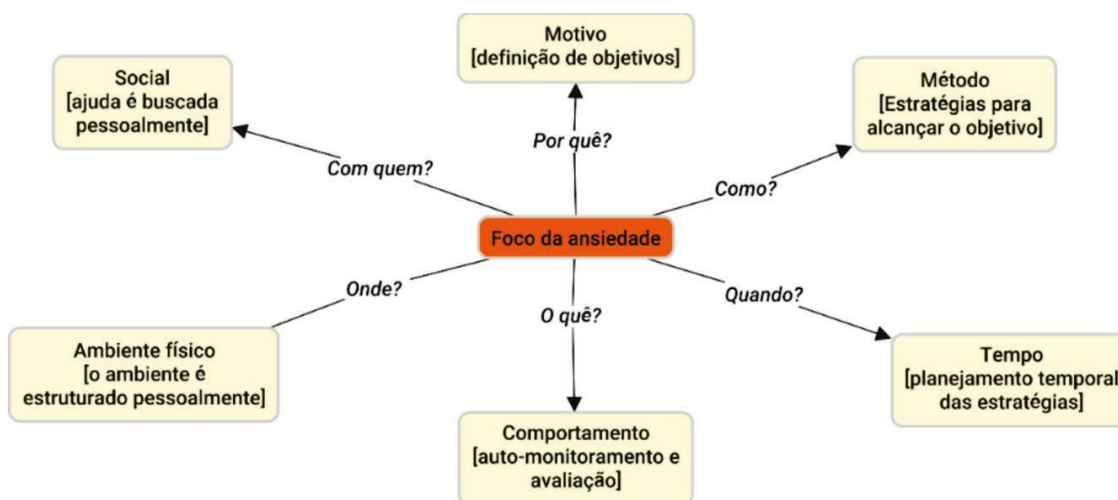 Motivo
[definição de objetivos]
Social
[ajuda é buscada
pessoalmente]
Método
[Estratégias para
alcançar o objetivo]
Por quê?
Com quem?
Como?
Foco da ansiedade
Onde?
Quando?
O quê?
Ambiente físico
[o ambiente é
estruturado pessoalmente]
Tempo
[planejamento temporal
das estratégias]
Comportamento
[auto-monitoramento e
avaliação]